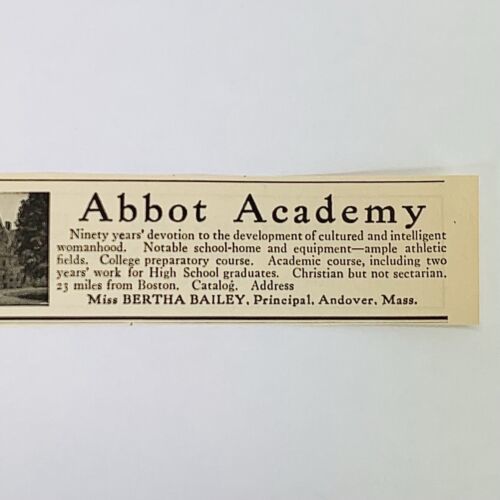 Abbot Academy
Ninety years' devotion to the development of cultured and intelligent
womanhood. Notable school-home and equipment—ample athletic
fields. College preparatory course. Academic course, including two
years' work for High School graduates. Christian but not sectarian.
23 miles from Boston. Catalog. Address
Miss BERTHA BAILEY, Principal, Andover, Mass.